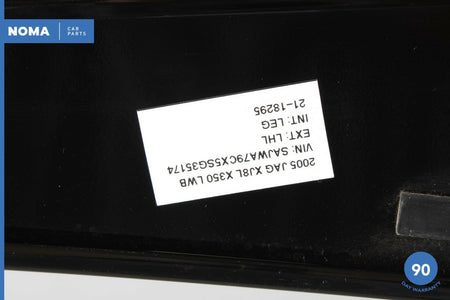 NOMA CAR
PARTS
2005 JAG XJ8L X350 LWB
VIN: SAJWA79CX5SG35174
EXT: LHL
INT: LEG
21-18295
90
DAY WARRANTY